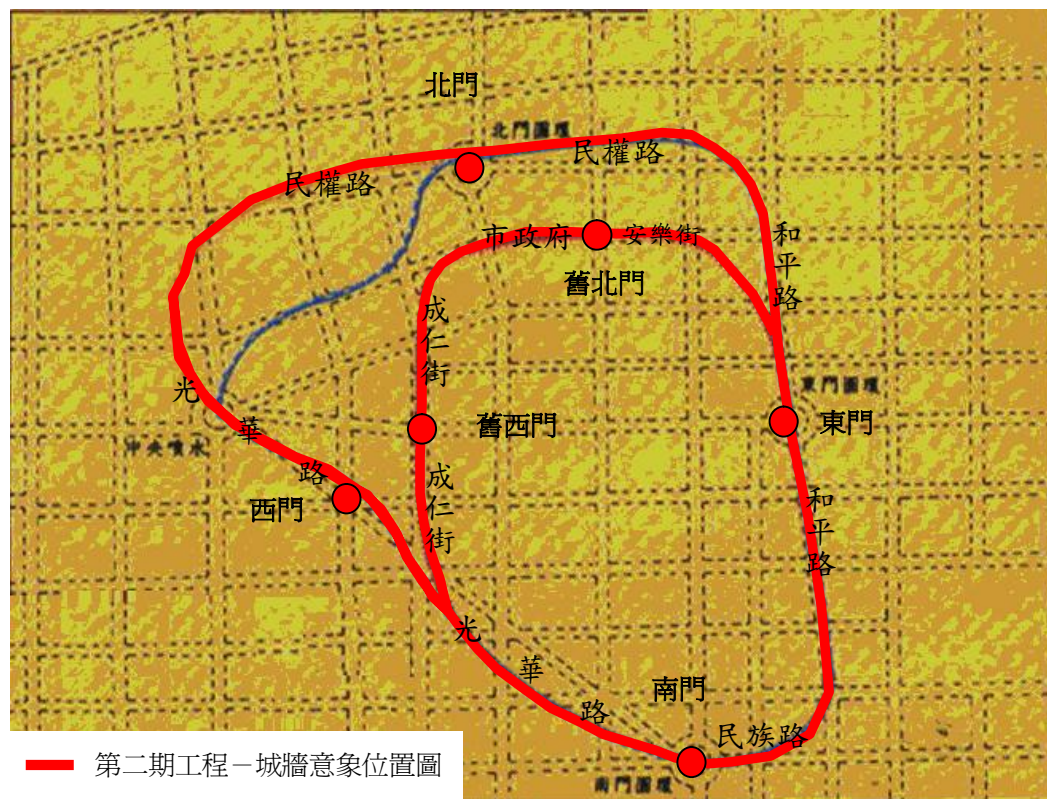 北門
北門圓環
民權路
民權路
市政府
安樂街
和平路
舊北門
成仁街
東門圓環
光華路
舊西門
東門
中央噴水
成仁街
西門
和平路
光華路
南門
民族路
南門圓環
第二期工程－城牆意象位置圖